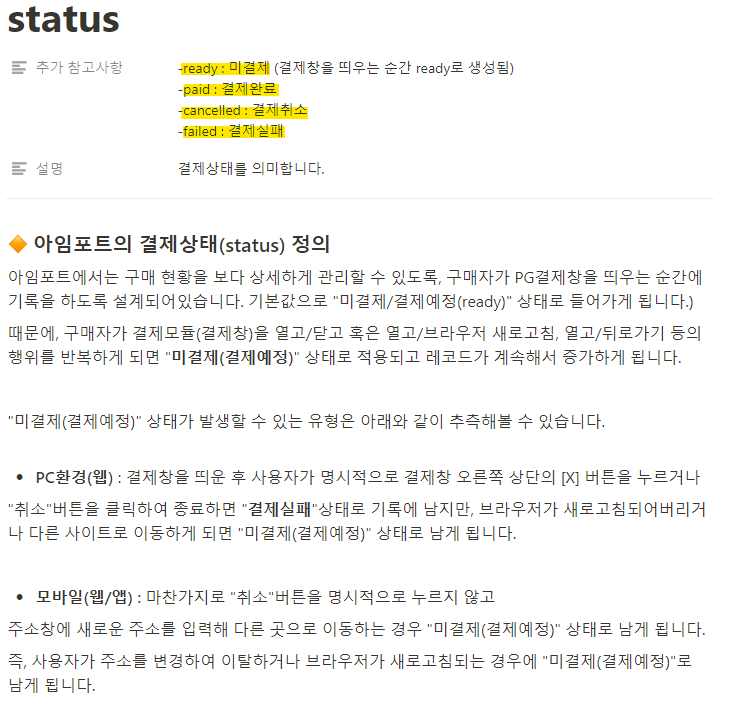 status
추가 참고사항
-ready : 미결제 (결제창을 띄우는 순간 ready로 생성됨)
-paid : 결제완료
-cancelled : 결제취소
-failed : 결제실패
설명
결제상태를 의미합니다.
아임포트의 결제상태(status) 정의
아임포트에서는 구매 현황을 보다 상세하게 관리할 수 있도록, 구매자가 PG결제창을 띄우는 순간에
기록을 하도록 설계되어있습니다. 기본값으로 "미결제/결제예정(ready)" 상태로 들어가게 됩니다.)
때문에, 구매자가 결제모듈(결제창)을 열고/닫고 혹은 열고/브라우저 새로고침, 열고/뒤로가기 등의
행위를 반복하게 되면 "미결제(결제예정)" 상태로 적용되고 레코드가 계속해서 증가하게 됩니다.
"미결제(결제예정)" 상태가 발생할 수 있는 유형은 아래와 같이 추측해볼 수 있습니다.
• PC환경(웹) : 결제창을 띄운 후 사용자가 명시적으로 결제창 오른쪽 상단의 [X] 버튼을 누르거나
"취소"버튼을 클릭하여 종료하면 "결제실패"상태로 기록에 남지만, 브라우저가 새로고침되어버리거
나 다른 사이트로 이동하게 되면 "미결제(결제예정)" 상태로 남게 됩니다.
• 모바일(웹/앱) : 마찬가지로 "취소"버튼을 명시적으로 누르지 않고
주소창에 새로운 주소를 입력해 다른 곳으로 이동하는 경우 "미결제(결제예정)" 상태로 남게 됩니다.
즉, 사용자가 주소를 변경하여 이탈하거나 브라우저가 새로고침되는 경우에 "미결제(결제예정)"로
남게 됩니다.